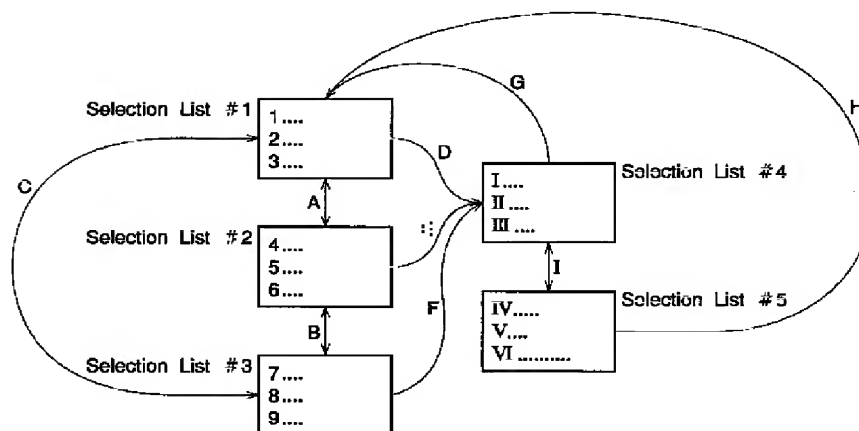 Selection List #1
1....
2....
3....
A
Selection List #2
4....
5....
6....
B
Selection List #3
7....
8....
9....
C
D
F
G
H
Selection List #4
I....
II....
III....
I
Selection List #5
IV.....
V....
VI..........